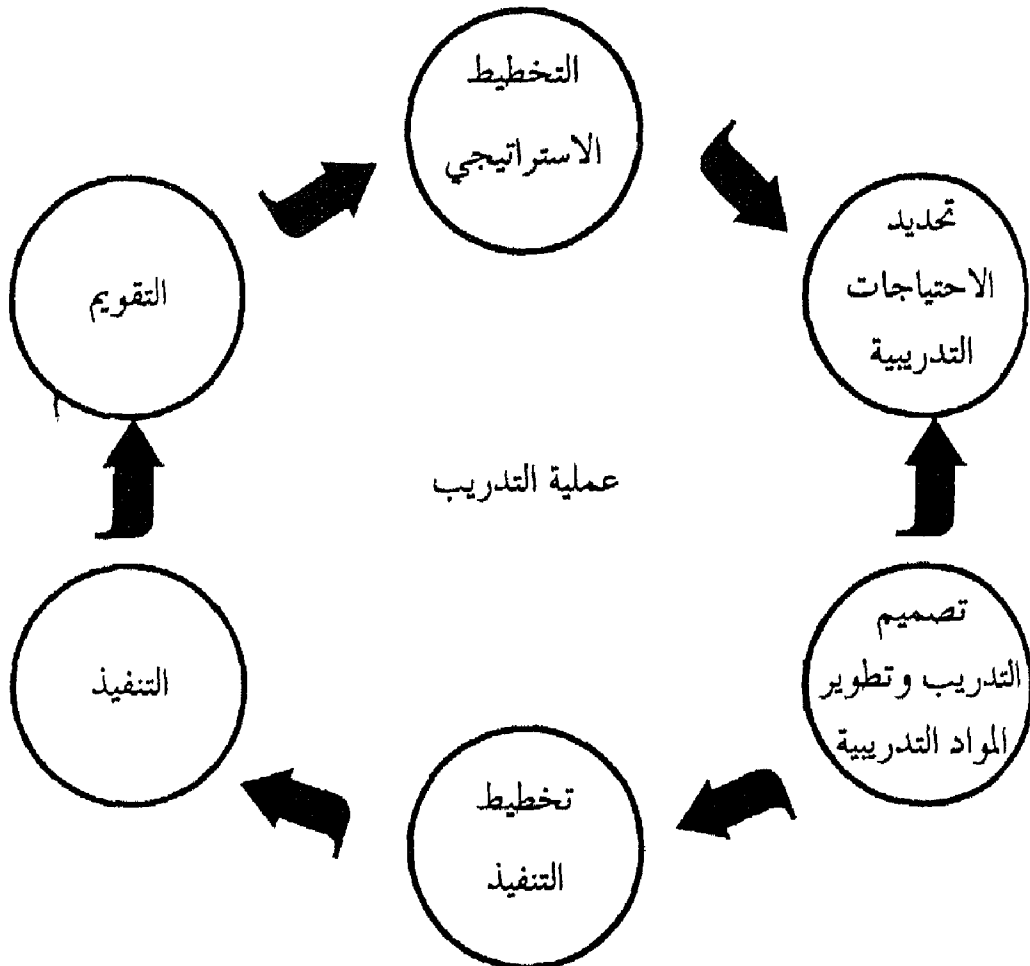 التخطيط
الاستراتيجي
تحديد
الاحتياجات
التدريبية
تصميم
التدريب وتطوير
المواد التدريبية
تخطيط
التنفيذ
التنفيذ
التقويم
عملية التدريب